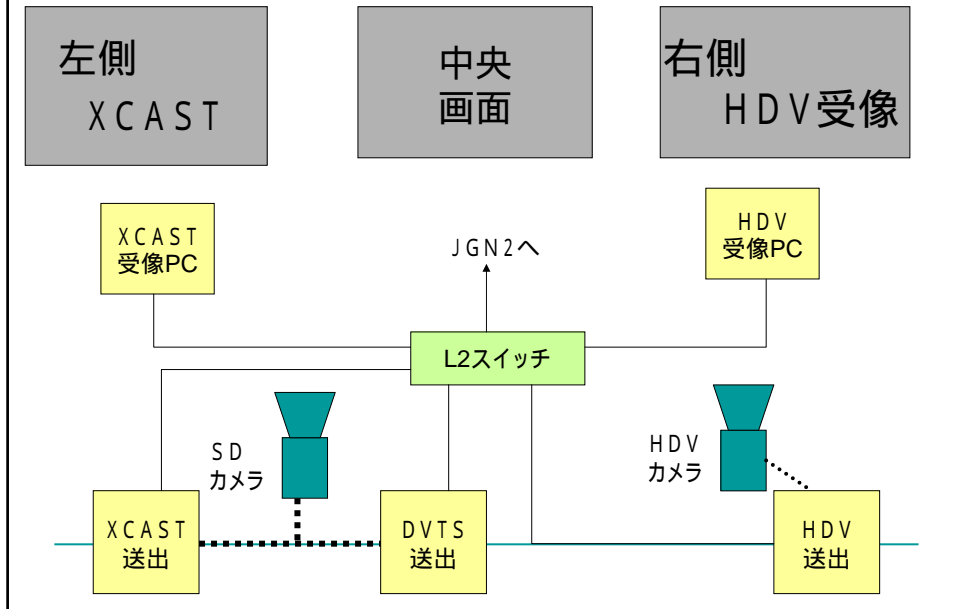 左側
XCAST
中央
画面
右側
HDV受像
XCAST
受像PC
JGN2へ
HDV
受像PC
L2スイッチ
SD
カメラ
HDV
カメラ
XCAST
送出
DVTS
送出
HDV
送出